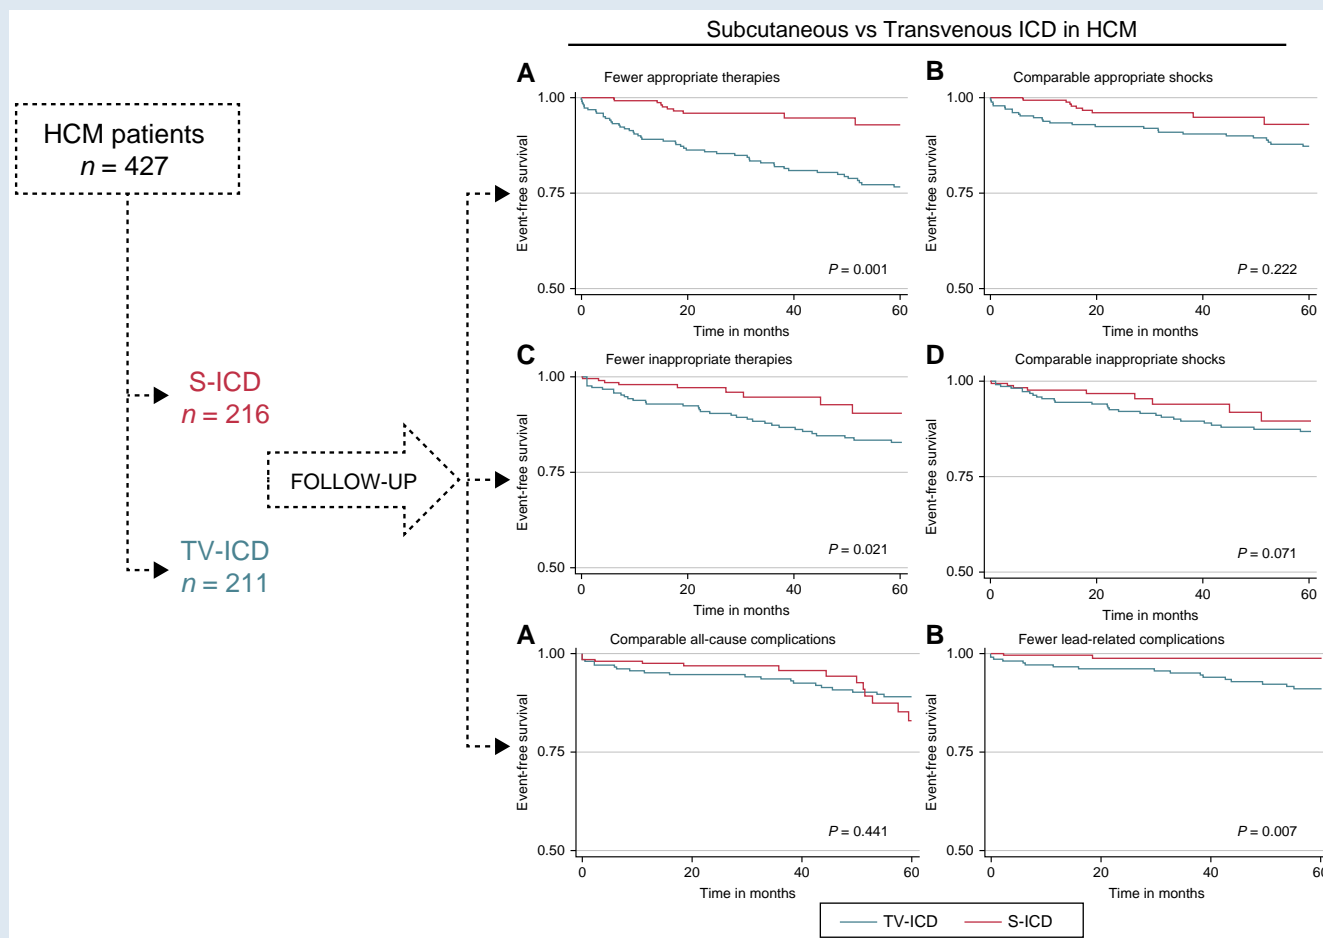 Subcutaneous vs Transvenous ICD in HCM
HCM patients
n = 427
S-ICD
n = 216
TV-ICD
n = 211
FOLLOW-UP
A
Fewer appropriate therapies
Event-free survival
1.00
0.75
0.50
P = 0.001
0 20 40 60
Time in months
B
Comparable appropriate shocks
Event-free survival
1.00
0.75
0.50
P = 0.222
0 20 40 60
Time in months
C
Fewer inappropriate therapies
Event-free survival
1.00
0.75
0.50
P = 0.021
0 20 40 60
Time in months
D
Comparable inappropriate shocks
Event-free survival
1.00
0.75
0.50
P = 0.071
0 20 40 60
Time in months
A
Comparable all-cause complications
Event-free survival
1.00
0.75
0.50
P = 0.441
0 20 40 60
Time in months
B
Fewer lead-related complications
Event-free survival
1.00
0.75
0.50
P = 0.007
0 20 40 60
Time in months
TV-ICD S-ICD